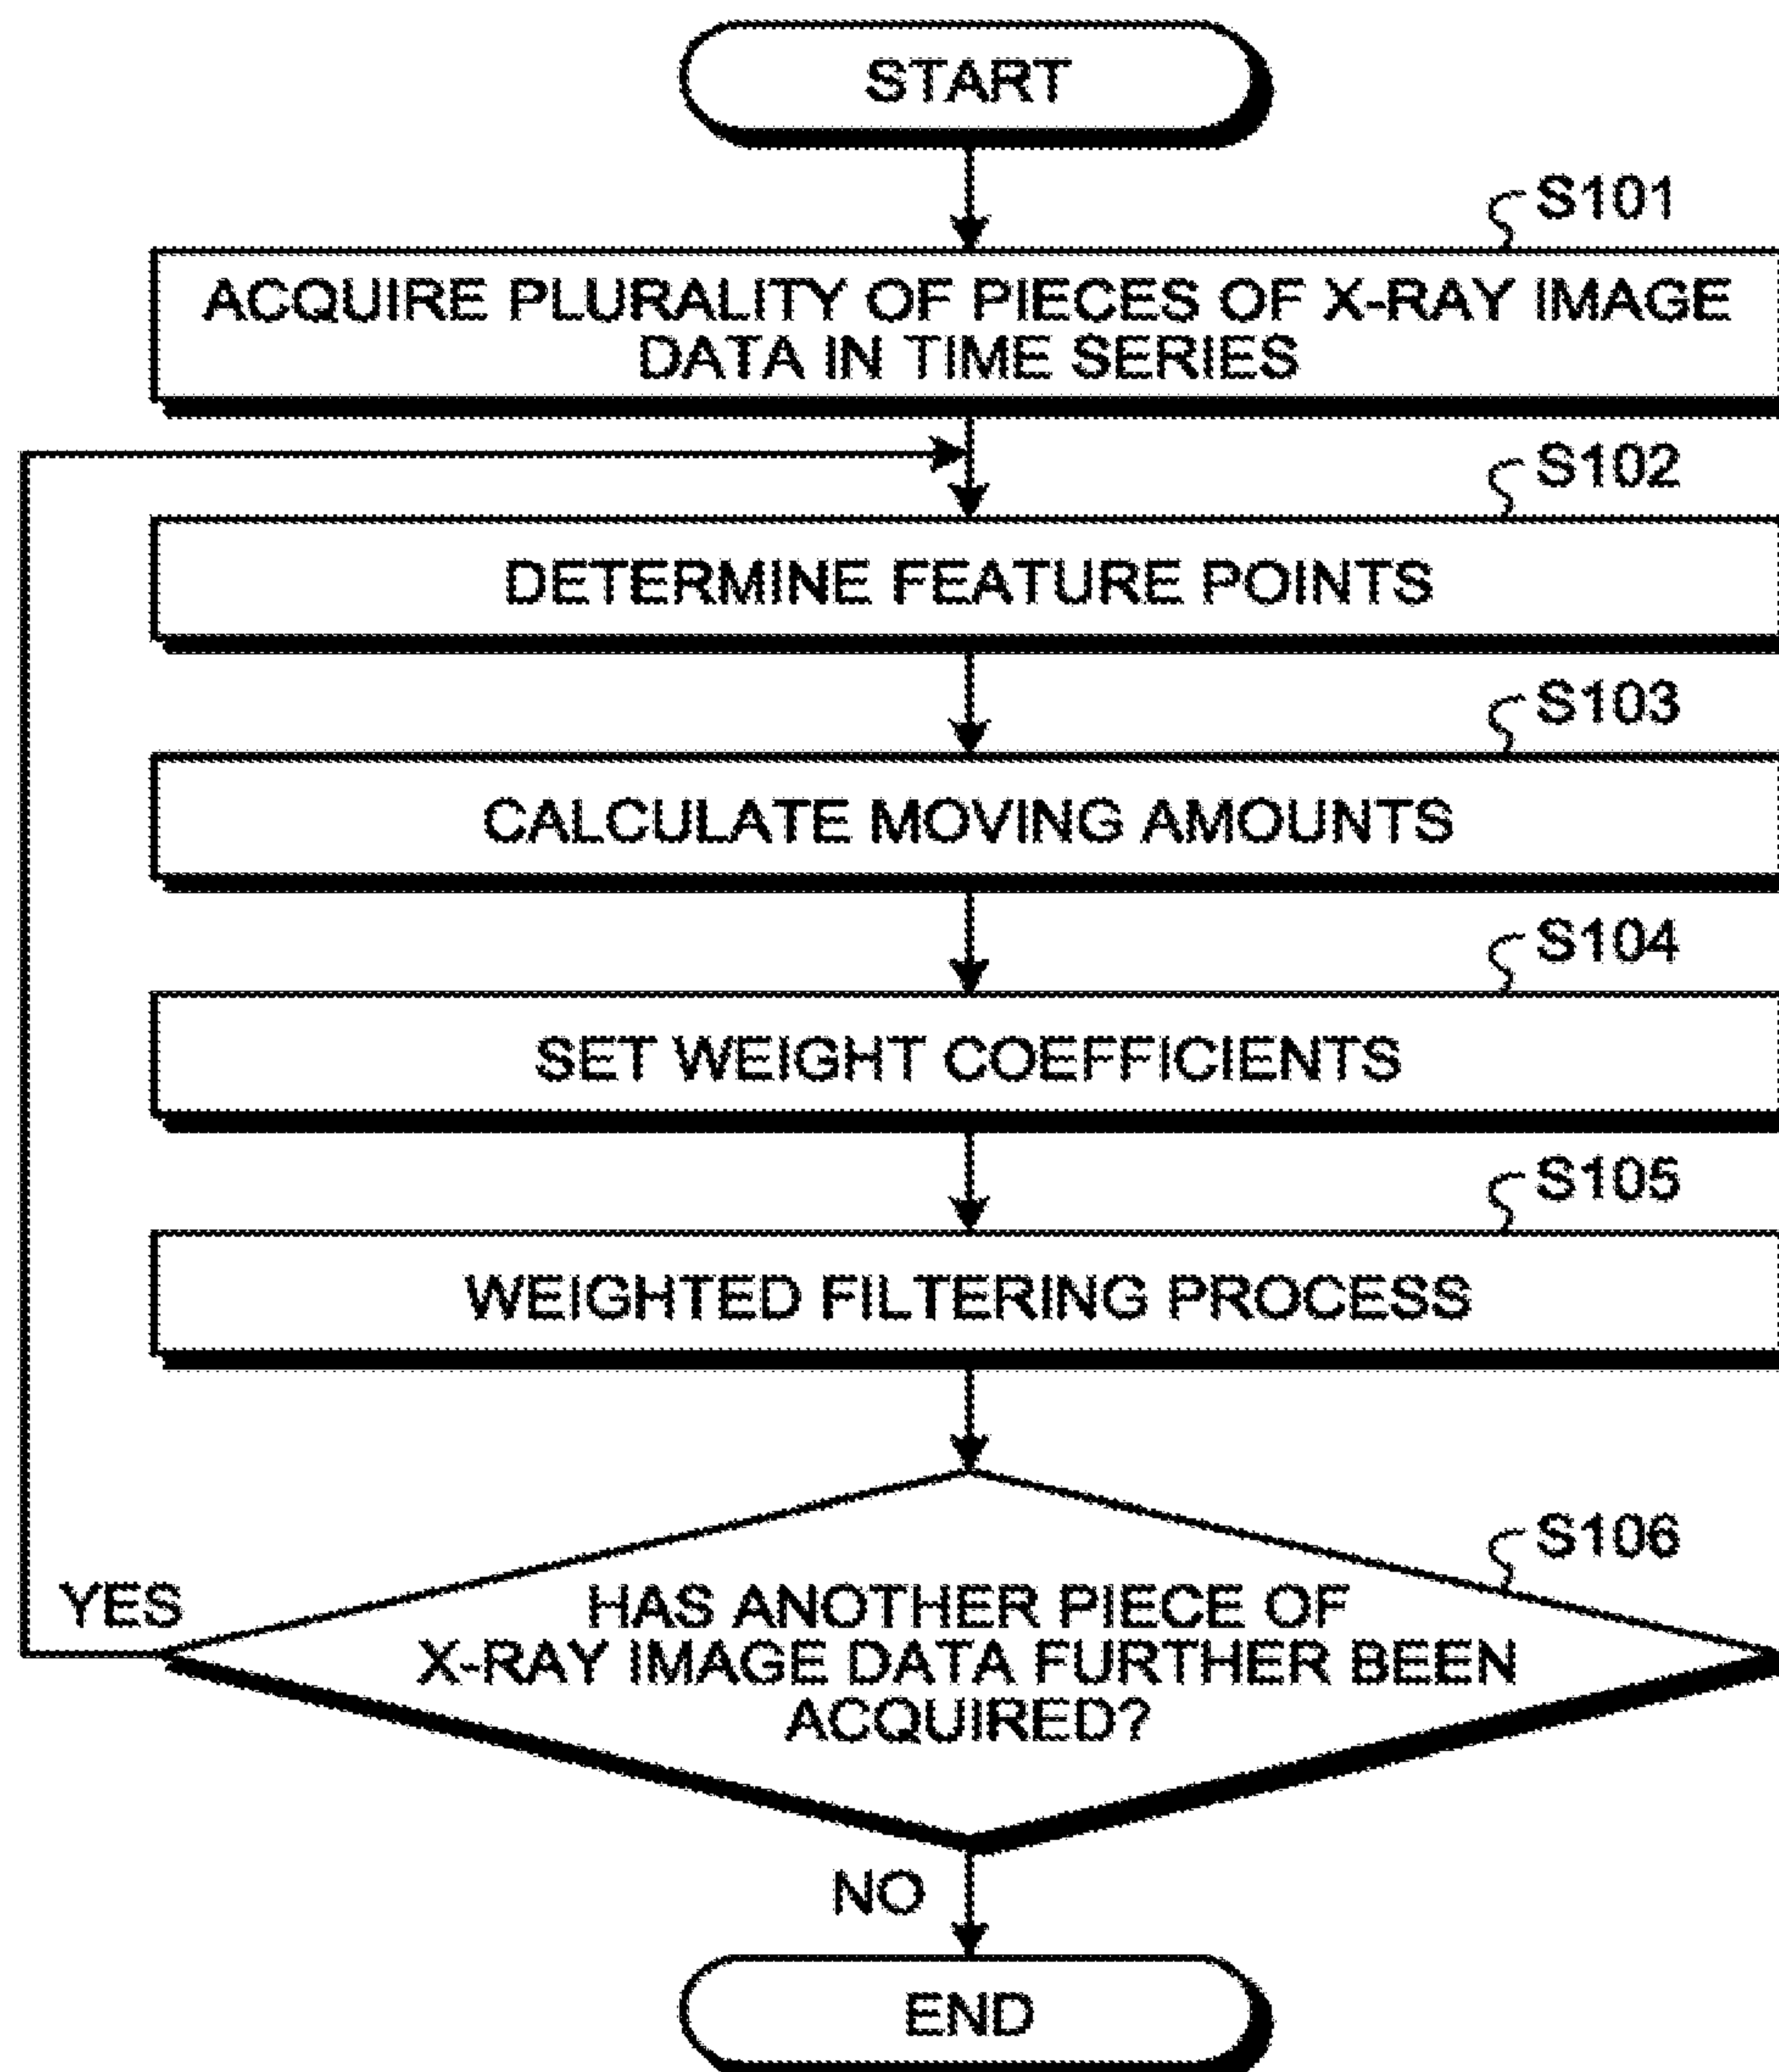 START
S101
ACQUIRE PLURALITY OF PIECES OF X-RAY IMAGE
DATA IN TIME SERIES
S102
DETERMINE FEATURE POINTS
S103
CALCULATE MOVING AMOUNTS
S104
SET WEIGHT COEFFICIENTS
S105
WEIGHTED FILTERING PROCESS
S106
YES
HAS ANOTHER PIECE OF
X-RAY IMAGE DATA FURTHER BEEN
ACQUIRED?
NO
END